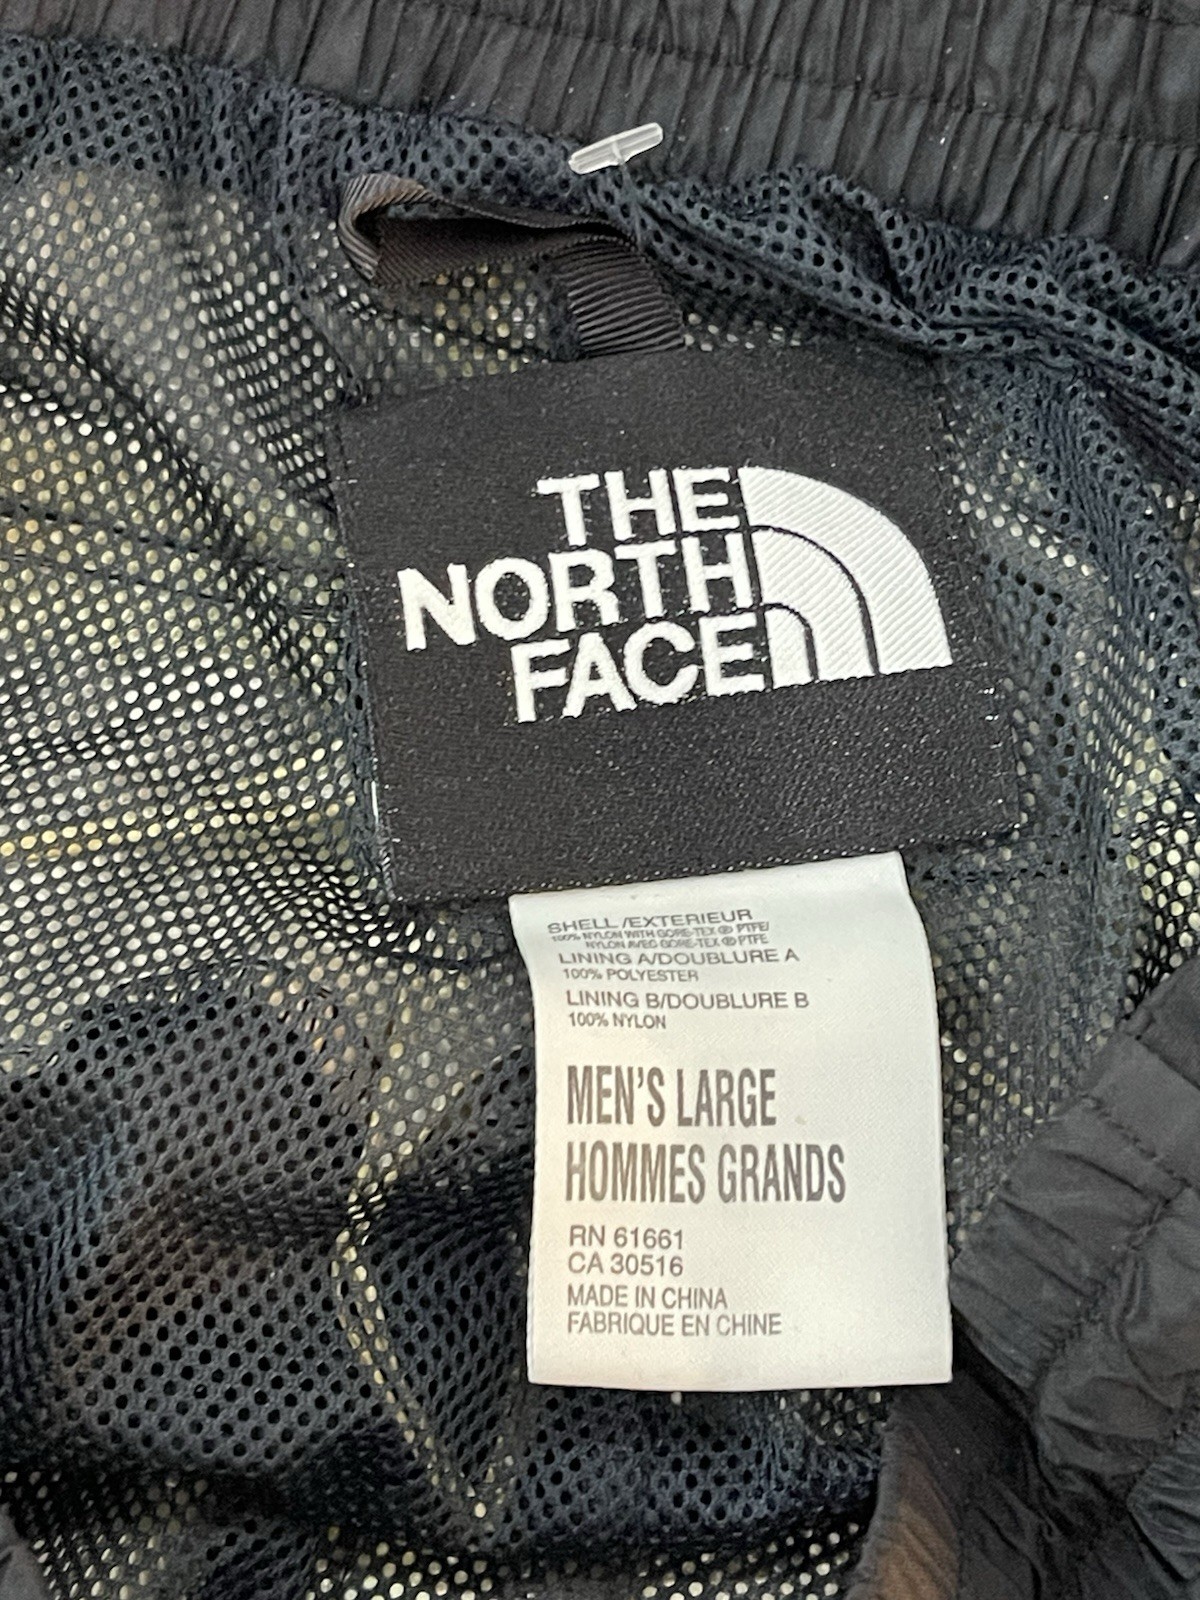 THE
NORTH
FACE
SHELL /EXTERIEUR
100% NYLON WITH GORE-TEX ® PTFE/
NYLON AVEC GORE-TEX ® PTFE
LINING A/DOUBLURE A
100% POLYESTER
LINING B/DOUBLURE B
100% NYLON
MEN'S LARGE
HOMMES GRANDS
RN 61661
CA 30516
MADE IN CHINA
FABRIQUE EN CHINE